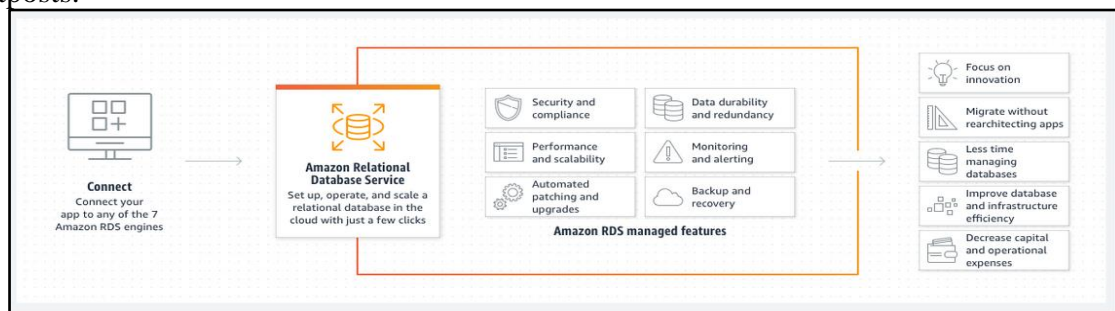 tposts.
Connect
Connect your
app to any of the 7
Amazon RDS engines
Amazon Relational
Database Service
Set up, operate, and scale a
relational database in the
cloud with just a few clicks
Security and
compliance
Data durability
and redundancy
Performance
and scalability
Monitoring
and alerting
Automated
patching and
upgrades
Backup and
recovery
Amazon RDS managed features
Focus on
innovation
Migrate without
rearchitecting apps
Less time
managing
databases
Improve database
and infrastructure
efficiency
Decrease capital
and operational
expenses